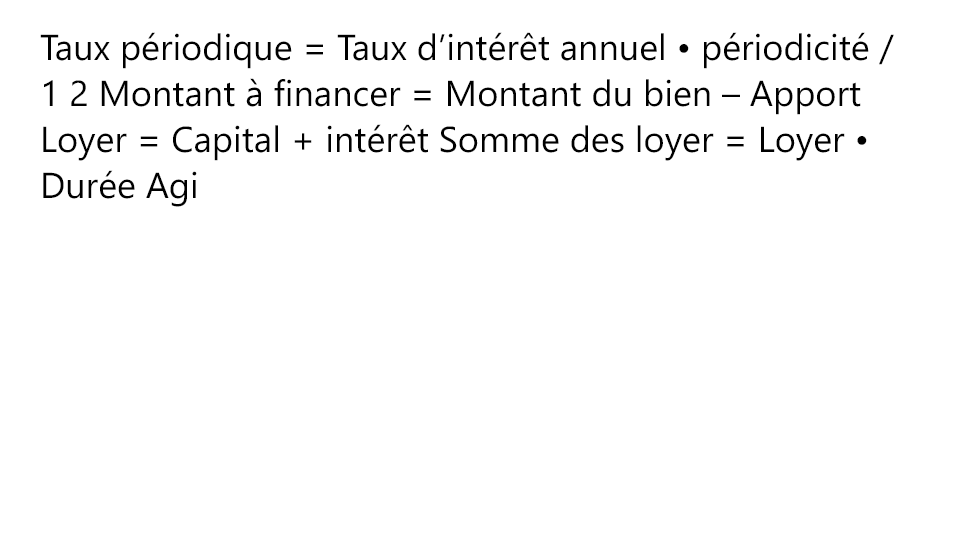 Taux périodique = Taux d’intérêt annuel • périodicité /
1 2 Montant à financer = Montant du bien – Apport
Loyer = Capital + intérêt Somme des loyer = Loyer •
Durée Agi